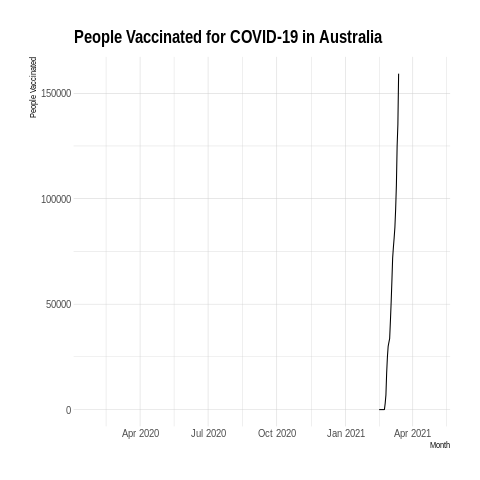 People Vaccinated for COVID-19 in Australia
People Vaccinated
150000
100000
50000
0
Apr 2020 Jul 2020 Oct 2020 Jan 2021 Apr 2021
Month